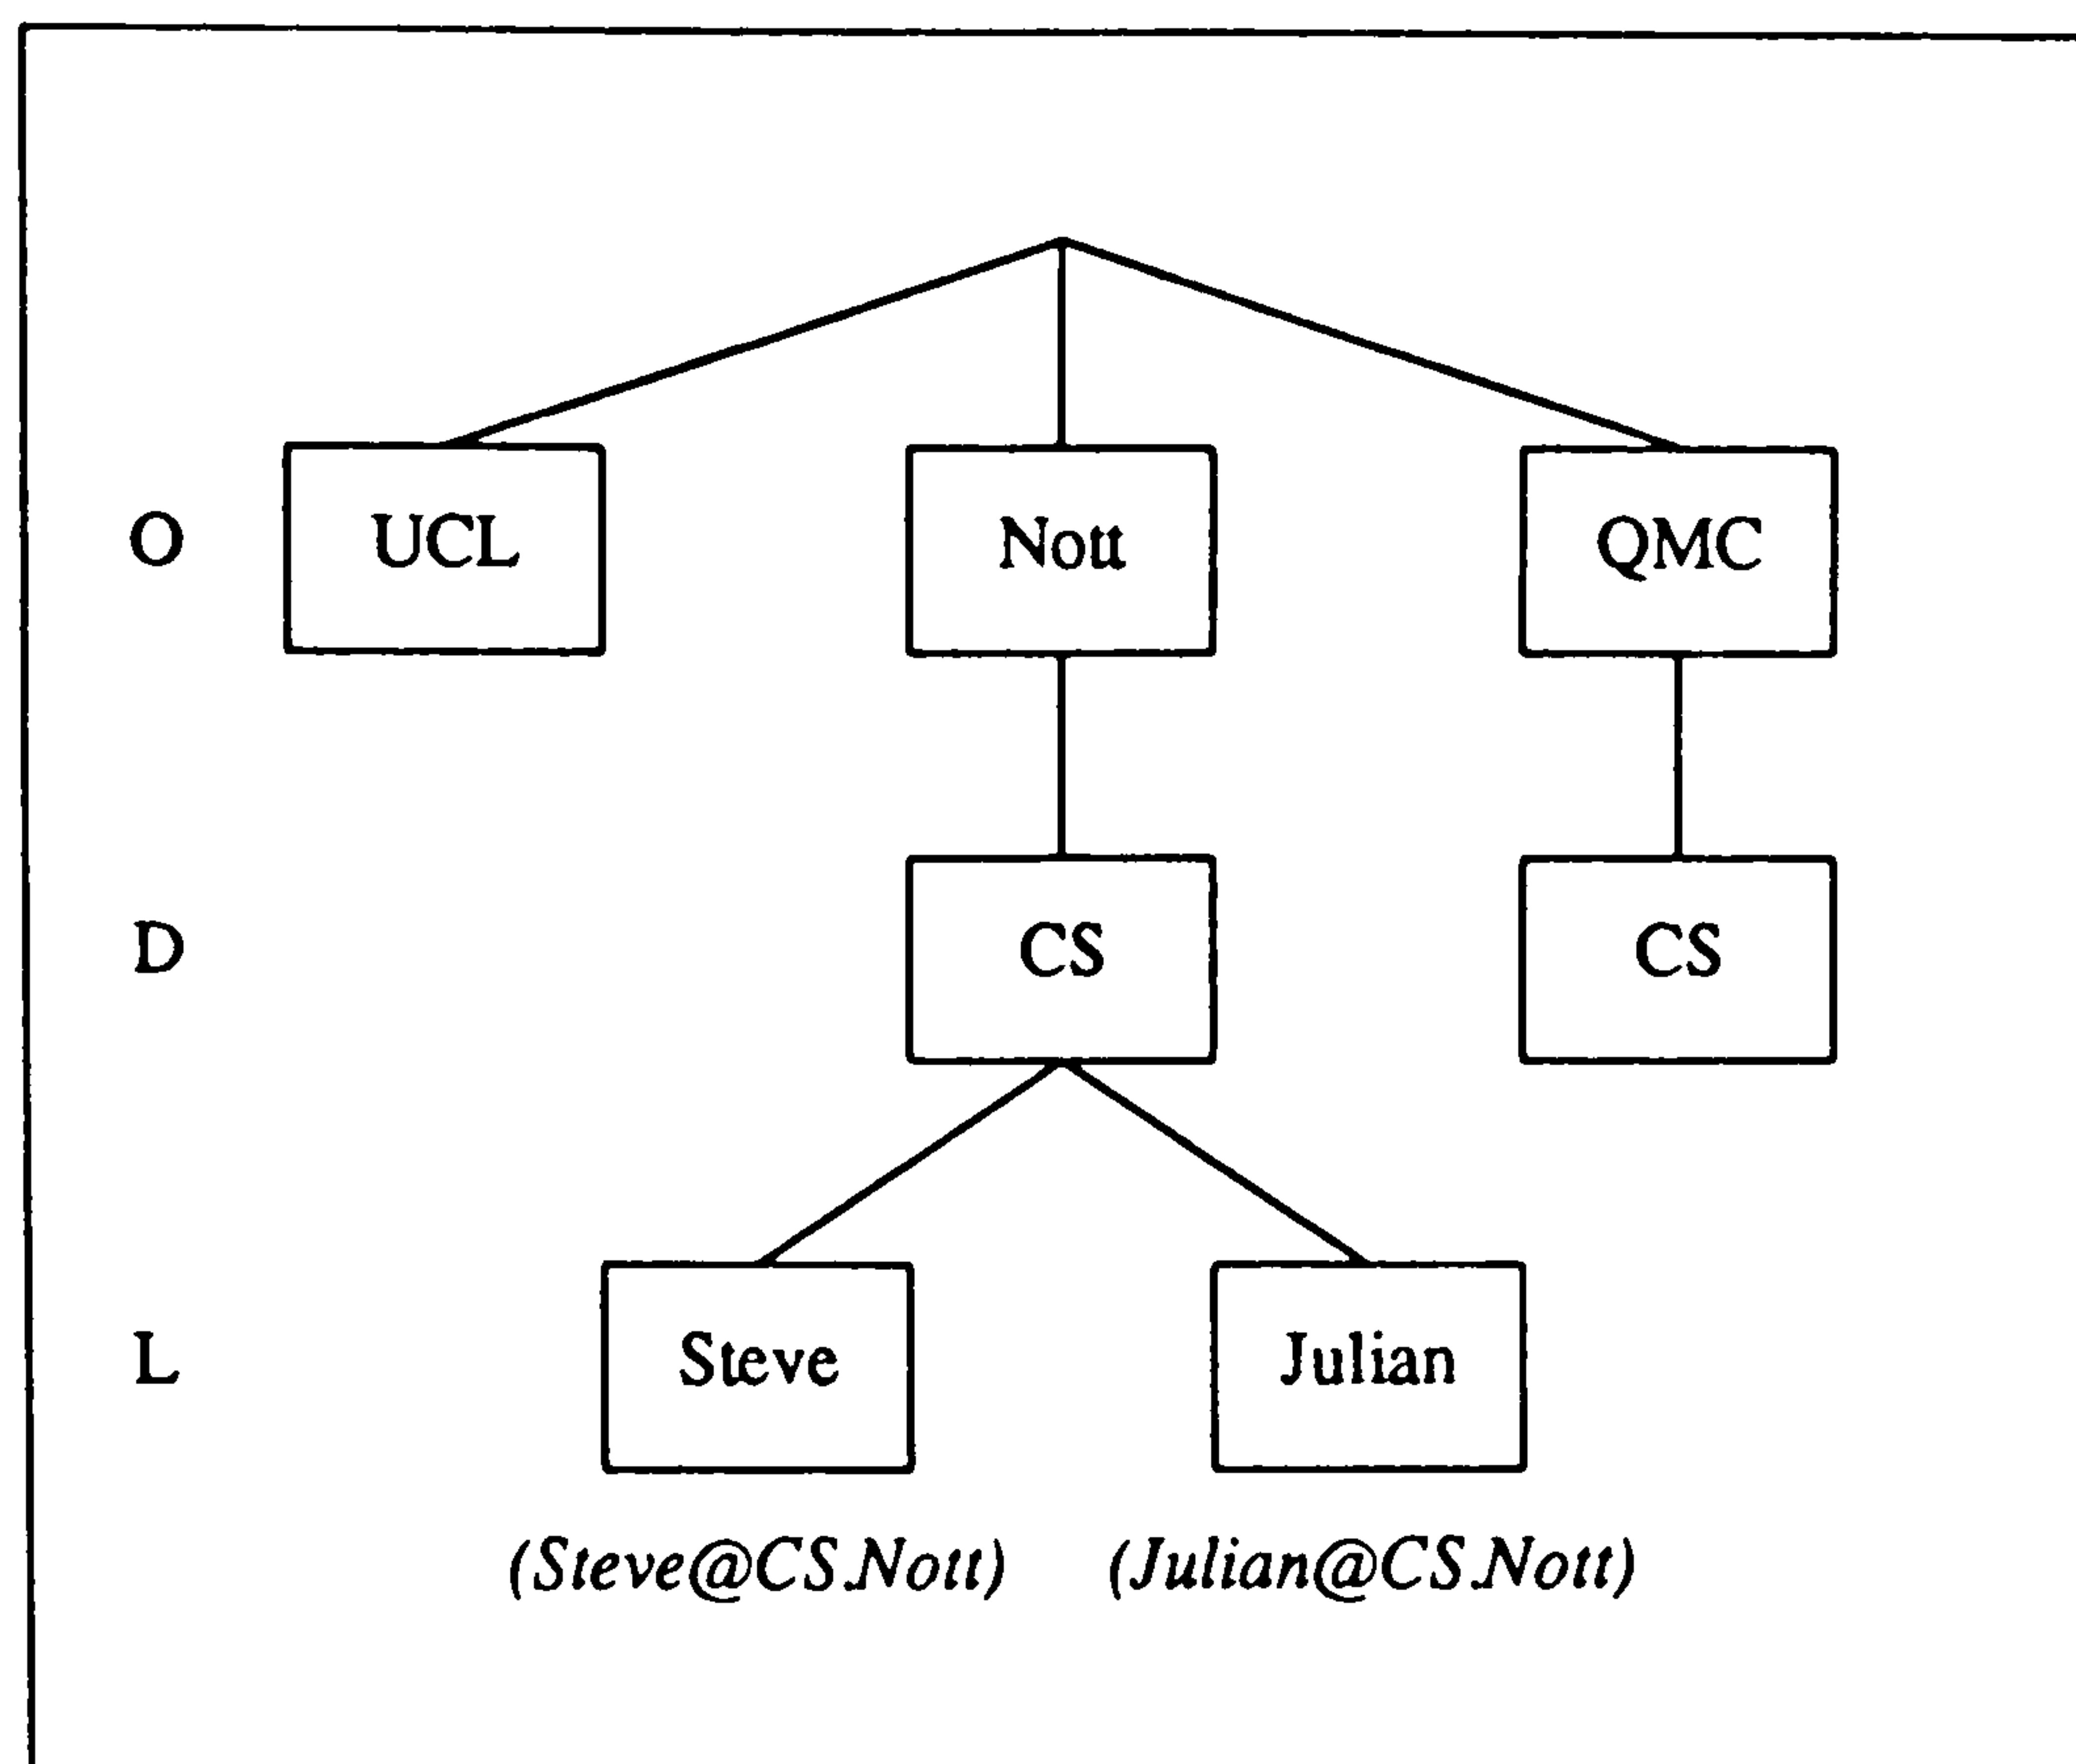 O UCL Nott QMC
D CS CS
L Steve Julian
(Steve@CS.Nott) (Julian@CS.Nott)